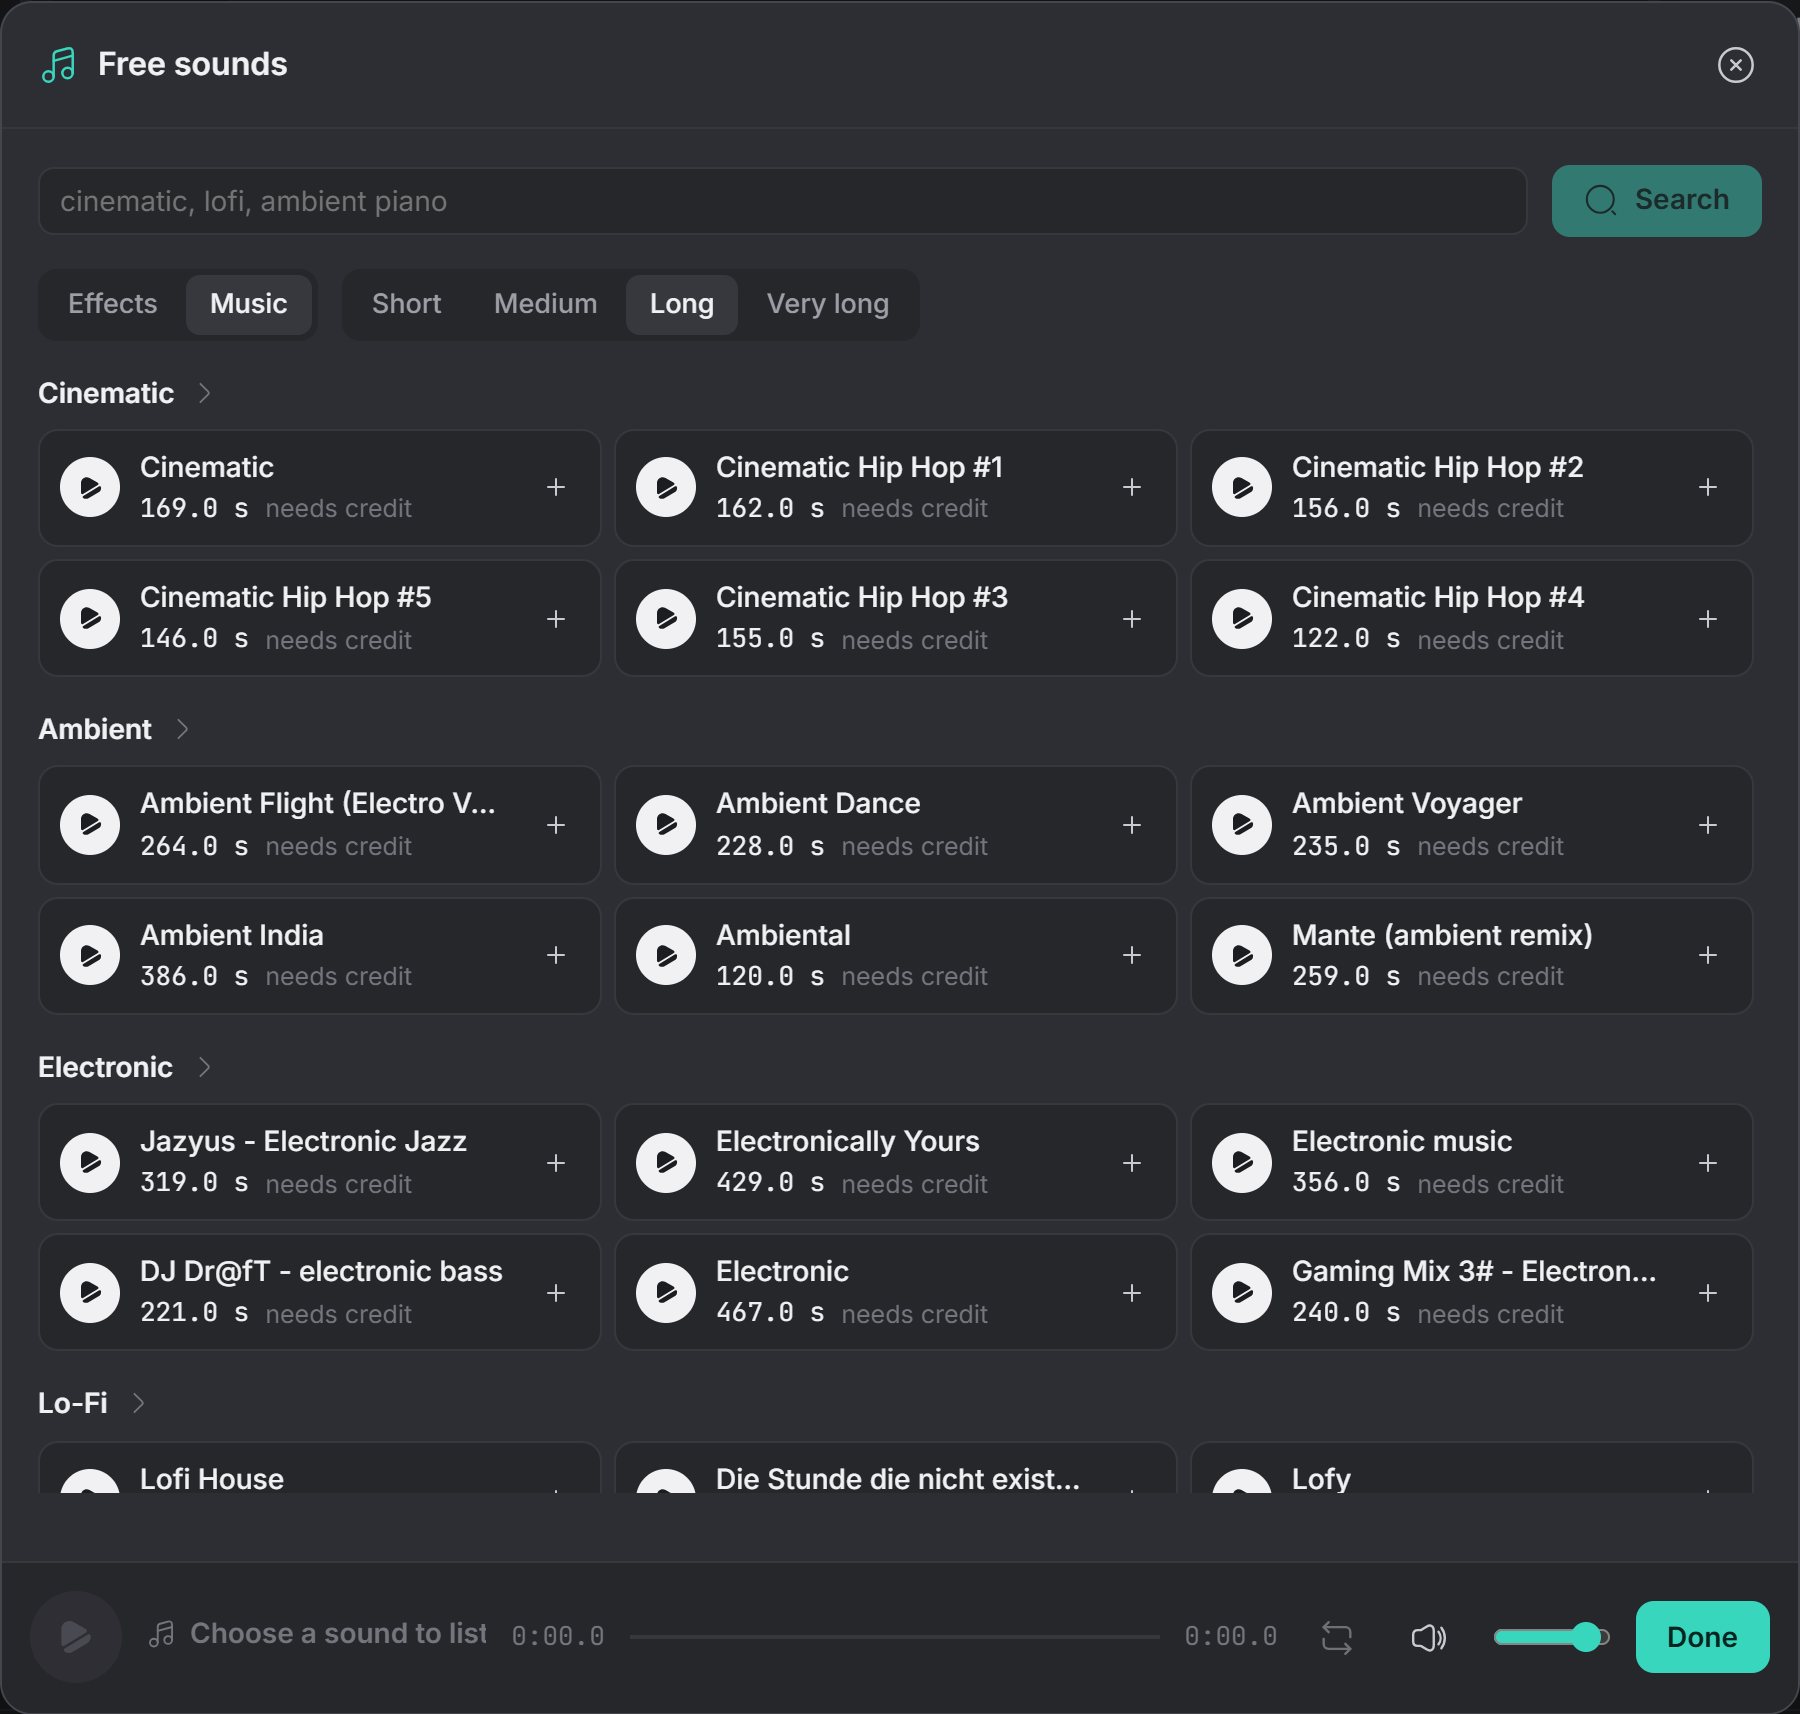 Free sounds
cinematic, lofi, ambient piano
Search
Effects Music Short Medium Long Very long
Cinematic
Cinematic
169.0 s needs credit
Cinematic Hip Hop #1
162.0 s needs credit
Cinematic Hip Hop #2
156.0 s needs credit
Cinematic Hip Hop #5
146.0 s needs credit
Cinematic Hip Hop #3
155.0 s needs credit
Cinematic Hip Hop #4
122.0 s needs credit
Ambient
Ambient Flight (Electro V...
264.0 s needs credit
Ambient Dance
228.0 s needs credit
Ambient Voyager
235.0 s needs credit
Ambient India
386.0 s needs credit
Ambiental
120.0 s needs credit
Mante (ambient remix)
259.0 s needs credit
Electronic
Jazyus - Electronic Jazz
319.0 s needs credit
Electronically Yours
429.0 s needs credit
Electronic music
356.0 s needs credit
DJ Dr@fT - electronic bass
221.0 s needs credit
Electronic
467.0 s needs credit
Gaming Mix 3# - Electron...
240.0 s needs credit
Lo-Fi
Lofi House
Die Stunde die nicht exist...
Lofy
Choose a sound to list 0:00.0 0:00.0 Done